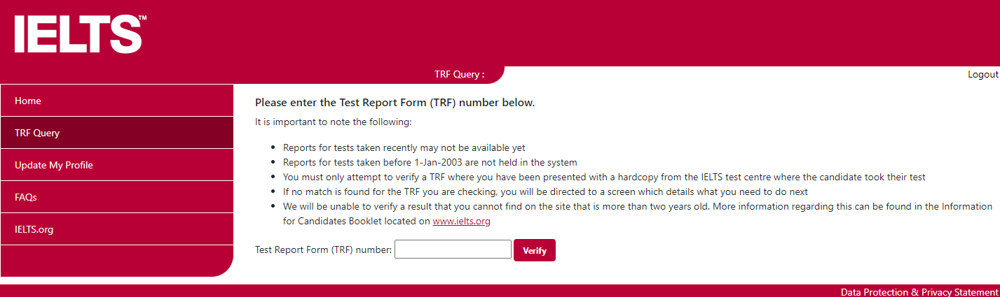 IELTS™
TRF Query :
Logout
Home
TRF Query
Update My Profile
FAQs
IELTS.org
Please enter the Test Report Form (TRF) number below.
It is important to note the following:
• Reports for tests taken recently may not be available yet
• Reports for tests taken before 1-Jan-2003 are not held in the system
• You must only attempt to verify a TRF where you have been presented with a hardcopy from the IELTS test centre where the candidate took their test
• If no match is found for the TRF you are checking, you will be directed to a screen which details what you need to do next
• We will be unable to verify a result that you cannot find on the site that is more than two years old. More information regarding this can be found in the Information
for Candidates Booklet located on www.ielts.org
Test Report Form (TRF) number: Verify
Data Protection & Privacy Statement